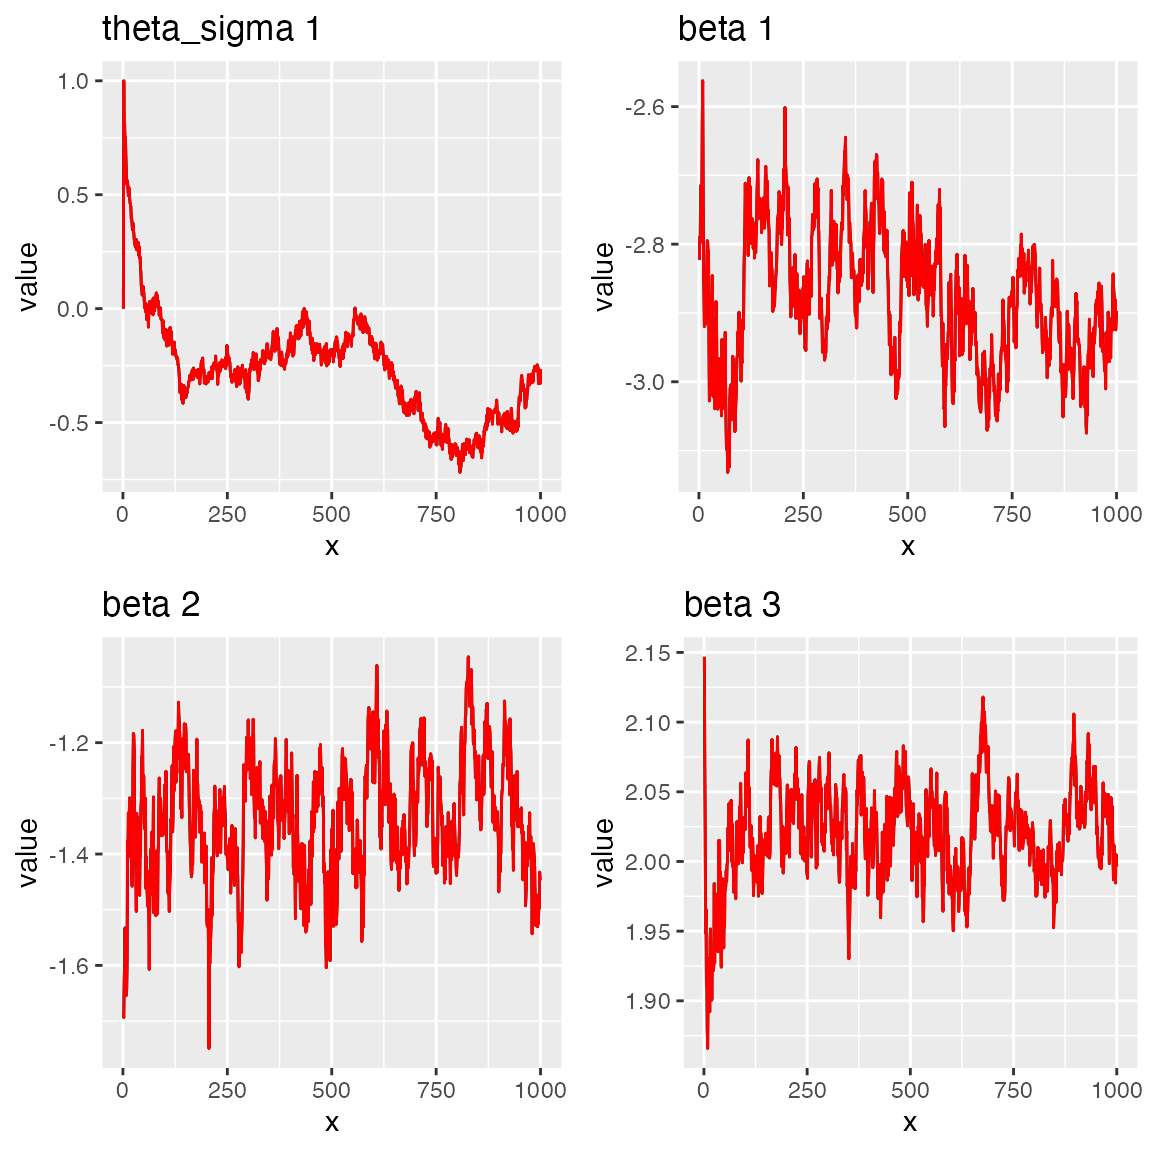 theta_sigma 1
value
1.0
0.5
0.0
-0.5
0 250 500 750 1000
x
beta 1
value
-2.6
-2.8
-3.0
0 250 500 750 1000
x
beta 2
value
-1.2
-1.4
-1.6
0 250 500 750 1000
x
beta 3
value
2.15
2.10
2.05
2.00
1.95
1.90
0 250 500 750 1000
x